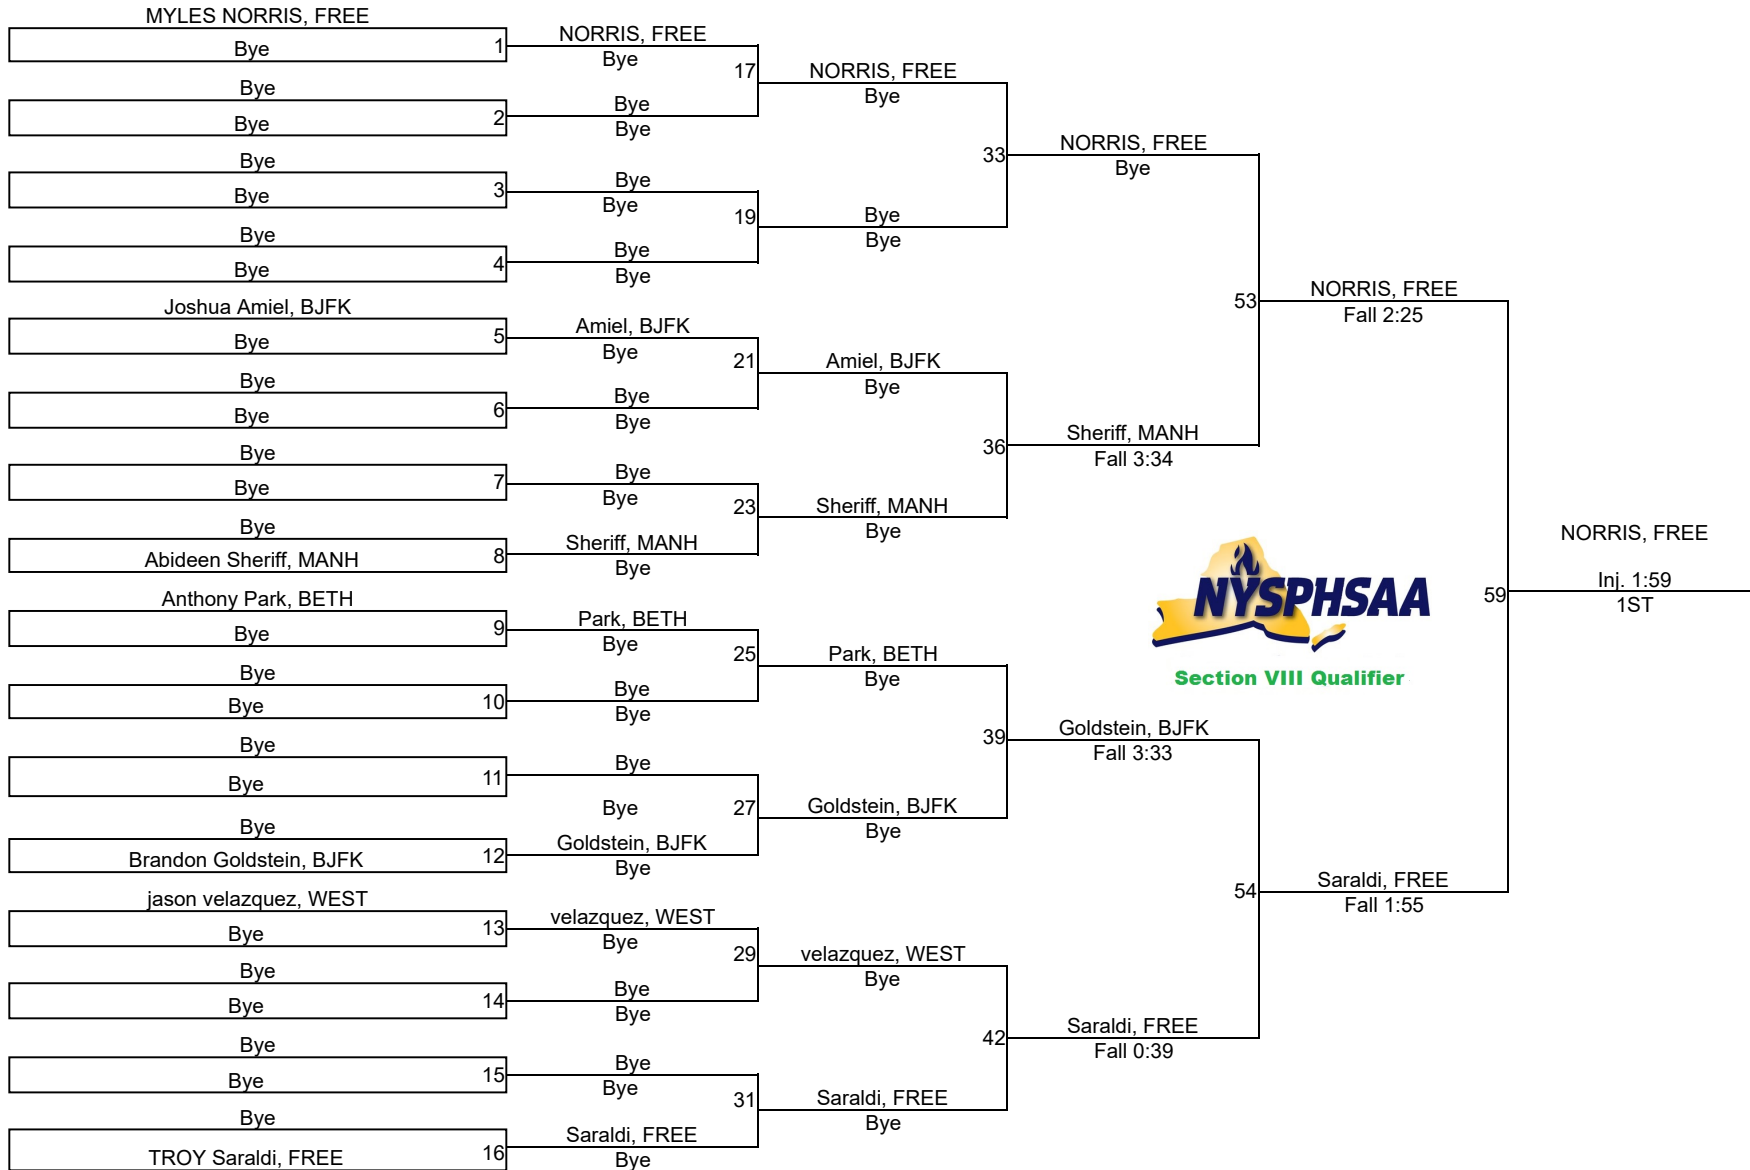 MYLES NORRIS, FREE
Bye
1
Bye
Bye
2
Bye
Bye
3
Bye
Bye
4
Joshua Amiel, BJFK
Bye
5
Bye
Bye
6
Bye
Bye
7
Bye
Abideen Sheriff, MANH
8
Anthony Park, BETH
Bye
9
Bye
Bye
10
Bye
Bye
11
Bye
Brandon Goldstein, BJFK
12
jason velazquez, WEST
Bye
13
Bye
Bye
14
Bye
Bye
15
Bye
TROY Saraldi, FREE
16
NORRIS, FREE
Bye
17
Bye
Bye
Bye
Bye
19
Bye
Bye
Amiel, BJFK
Bye
21
Bye
Bye
Bye
Bye
23
Sheriff, MANH
Bye
Park, BETH
Bye
25
Bye
Bye
Bye
Bye
27
Goldstein, BJFK
Bye
velazquez, WEST
Bye
29
Bye
Bye
Bye
Bye
31
Saraldi, FREE
Bye
NORRIS, FREE
Bye
33
Bye
Bye
Amiel, BJFK
Bye
36
Sheriff, MANH
Bye
Park, BETH
Bye
39
Goldstein, BJFK
Bye
velazquez, WEST
Bye
42
Saraldi, FREE
Bye
NORRIS, FREE
Bye
53
Sheriff, MANH
Fall 3:34
NYSPHSAA
Section VIII Qualifier
Goldstein, BJFK
Fall 3:33
54
Saraldi, FREE
Fall 0:39
NORRIS, FREE
Fall 2:25
59
Saraldi, FREE
Fall 1:55
NORRIS, FREE
Inj. 1:59
1ST